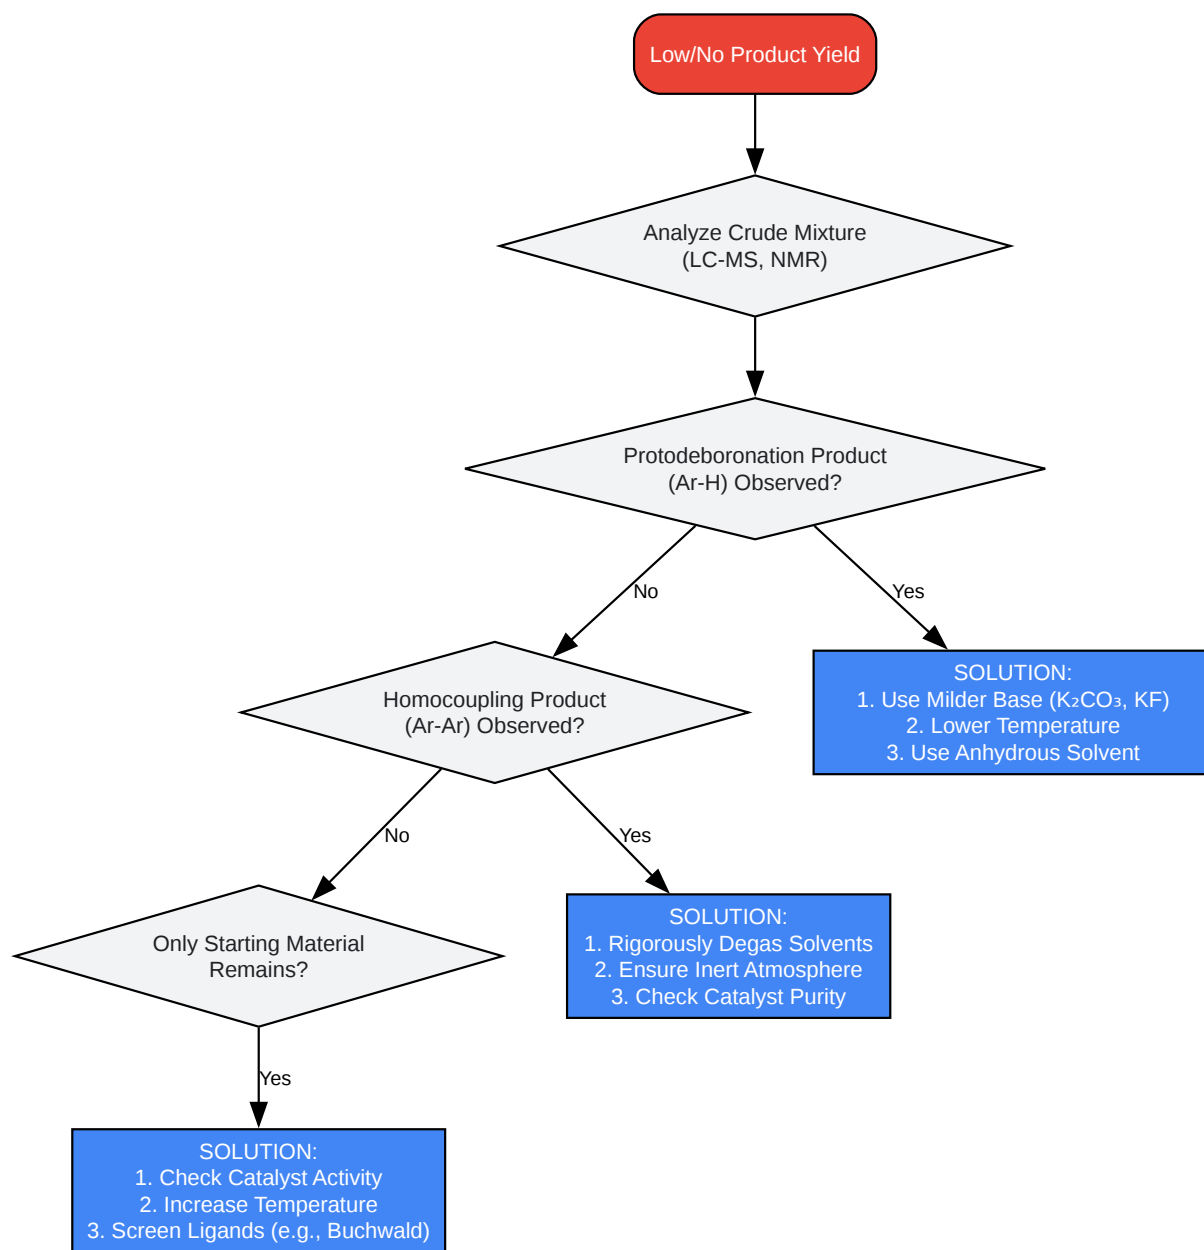 Low/No Product Yield
Analyze Crude Mixture
(LC-MS, NMR)
Protodeboronation Product
(Ar-H) Observed?
No
Yes
Homocoupling Product
(Ar-Ar) Observed?
SOLUTION:
1. Use Milder Base (K₂CO₃, KF)
2. Lower Temperature
3. Use Anhydrous Solvent
No
Yes
Only Starting Material
Remains?
SOLUTION:
1. Rigorously Degas Solvents
2. Ensure Inert Atmosphere
3. Check Catalyst Purity
Yes
SOLUTION:
1. Check Catalyst Activity
2. Increase Temperature
3. Screen Ligands (e.g., Buchwald)